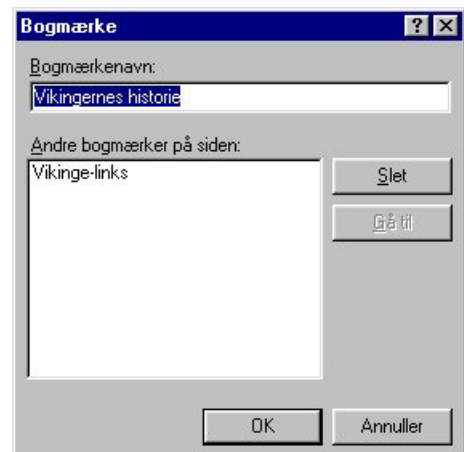 Bogmærke
Bogmærkenavn:
Vikingernes historie
Andre bogmærker på siden:
Vikinge-links
Slet
Gå til
OK
Annuller